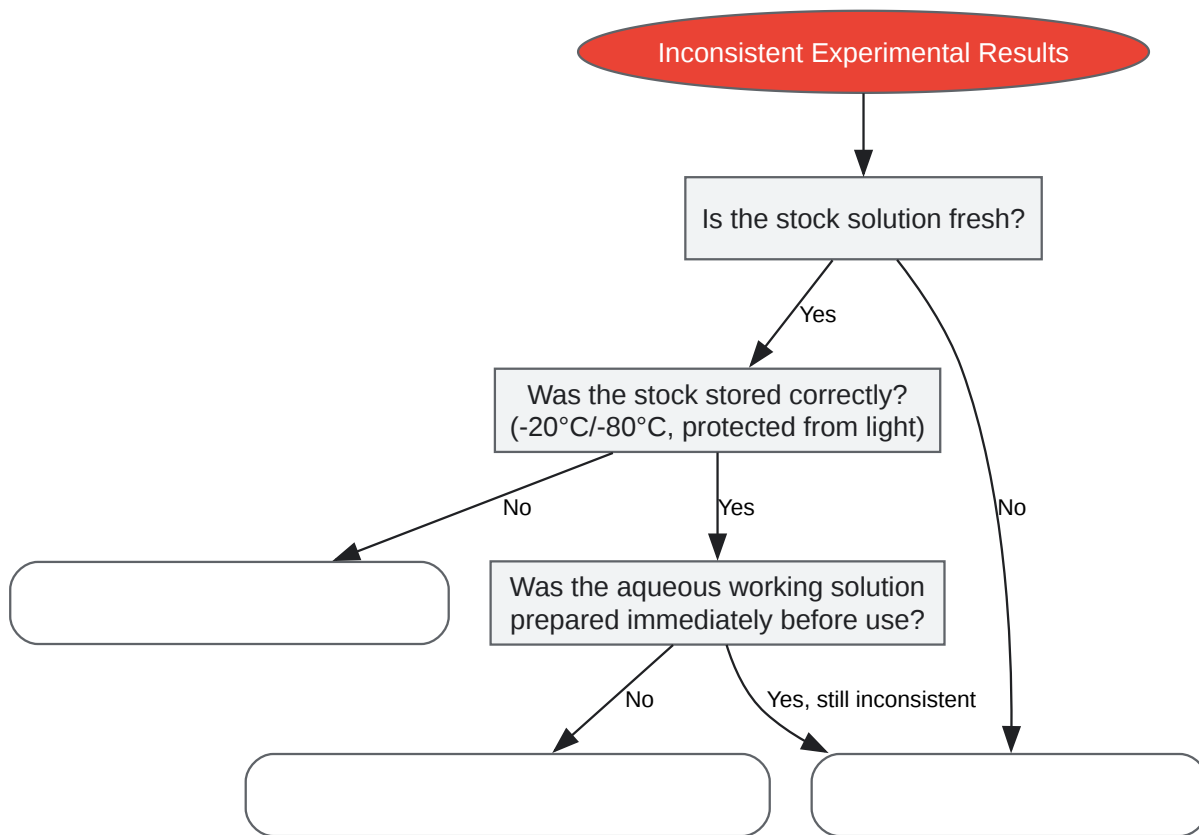 Inconsistent Experimental Results
Is the stock solution fresh?
Yes
Was the stock stored correctly?
(-20°C/-80°C, protected from light)
No
Yes
No
Was the aqueous working solution
prepared immediately before use?
No
Yes, still inconsistent